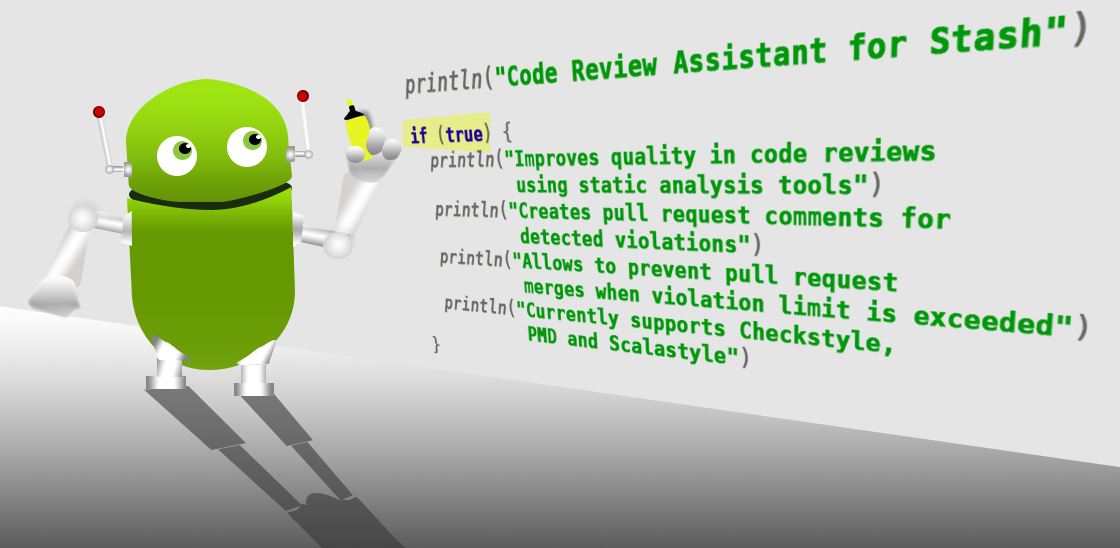 println("Code Review Assistant for Stash")
if (true) {
println("Improves quality in code reviews
using static analysis tools")
println("Creates pull request comments for
detected violations")
println("Allows to prevent pull request
merges when violation limit is exceeded")
println("Currently supports Checkstyle,
PMD and Scalastyle")
}